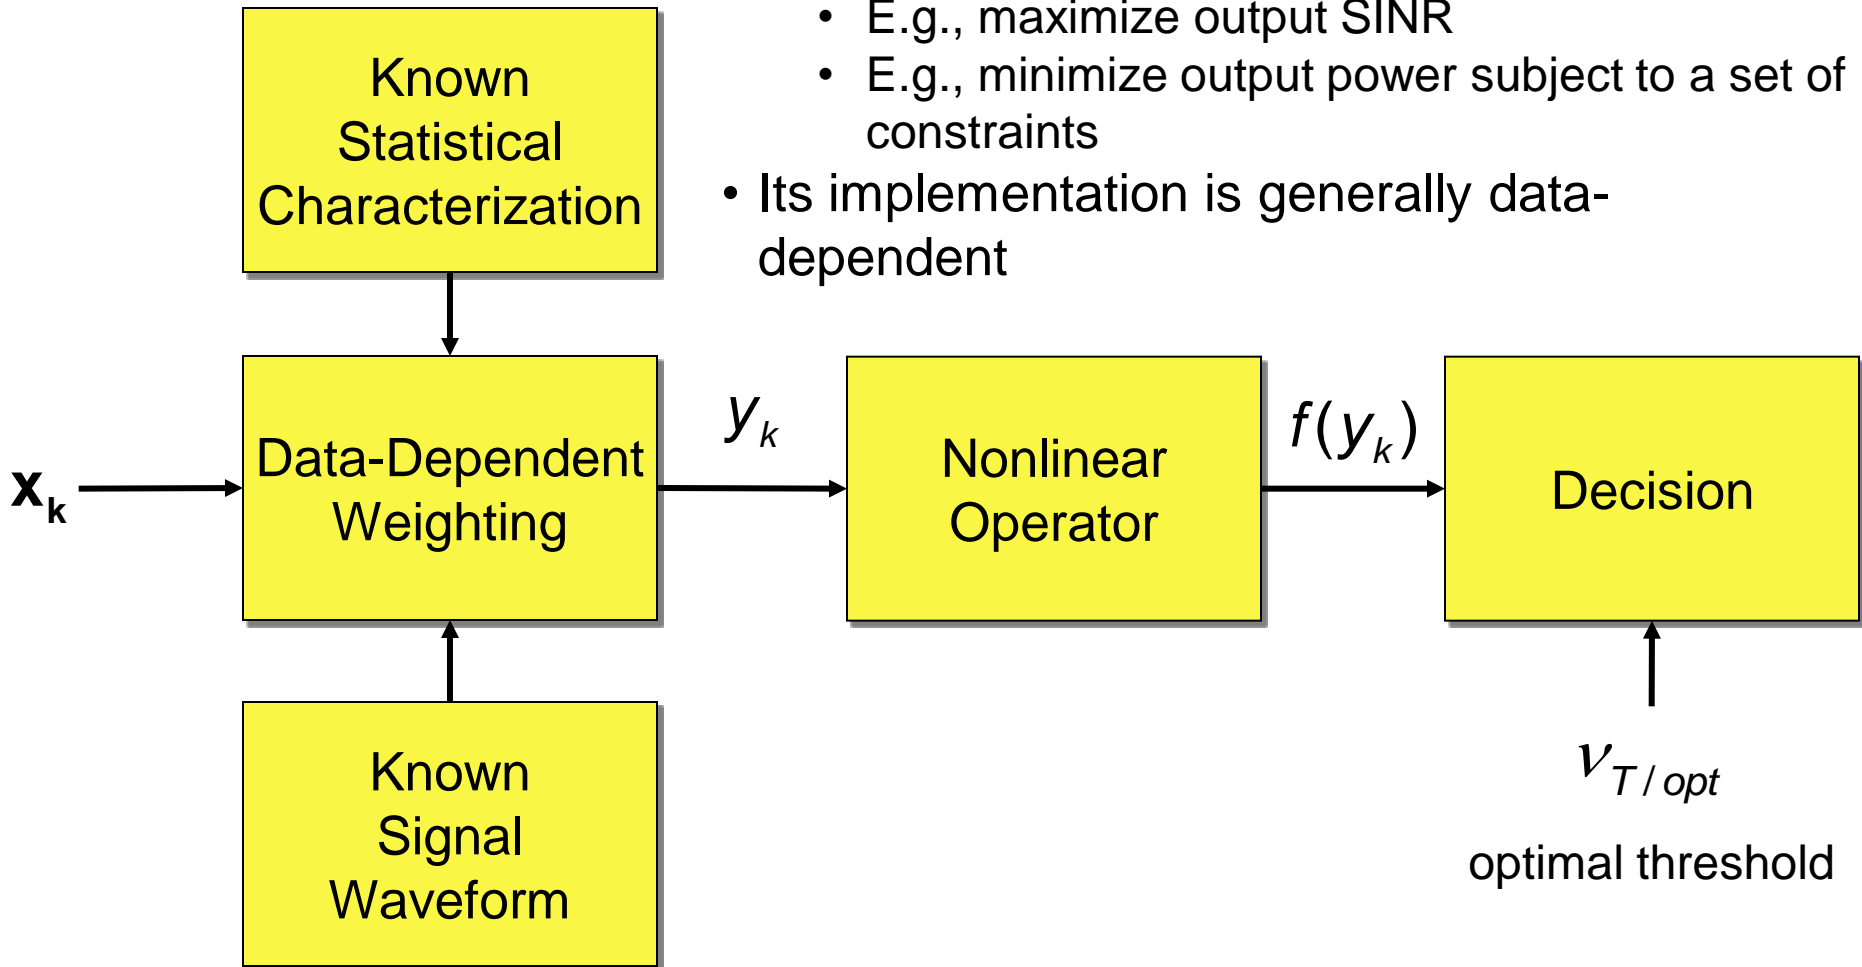 • E.g., maximize output SINR
• E.g., minimize output power subject to a set of
constraints
• Its implementation is generally data-
dependent
Known
Statistical
Characterization
x_k
Data-Dependent
Weighting
y_k
Nonlinear
Operator
f(y_k)
Decision
Known
Signal
Waveform
ν_{T/opt}
optimal threshold